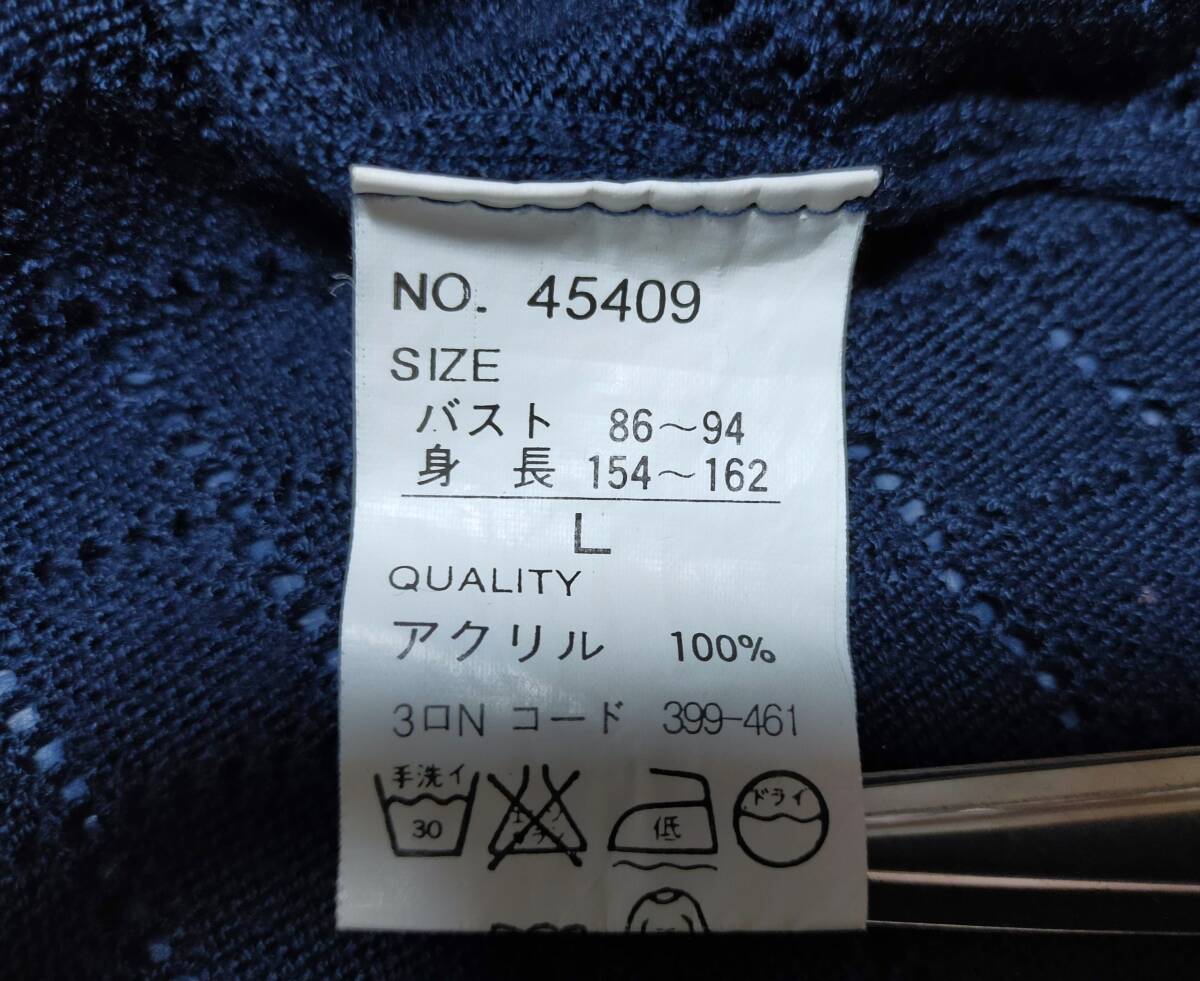 NO. 45409
SIZE
バスト 86～94
身長 154～162
L
QUALITY
アクリル 100%
3ロN コード 399-461
手洗イ
30
低
ドライ